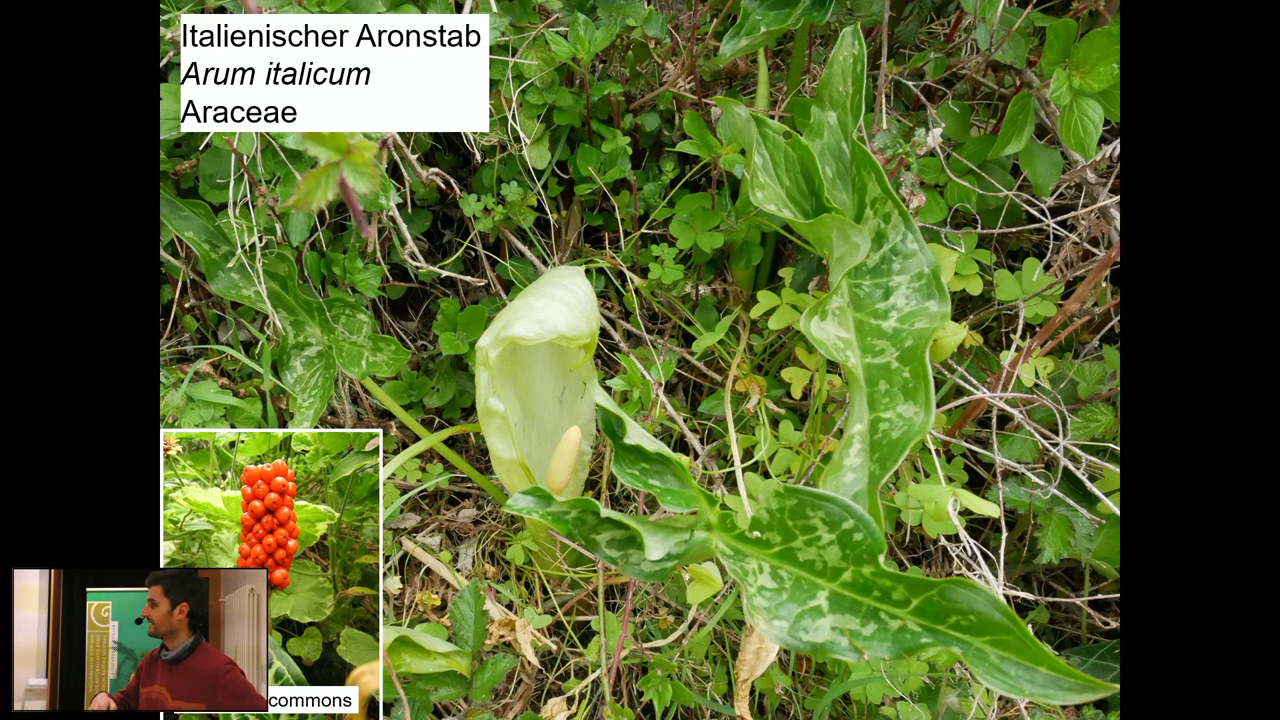 Italienischer Aronstab
Arum italicum
Araceae
commons